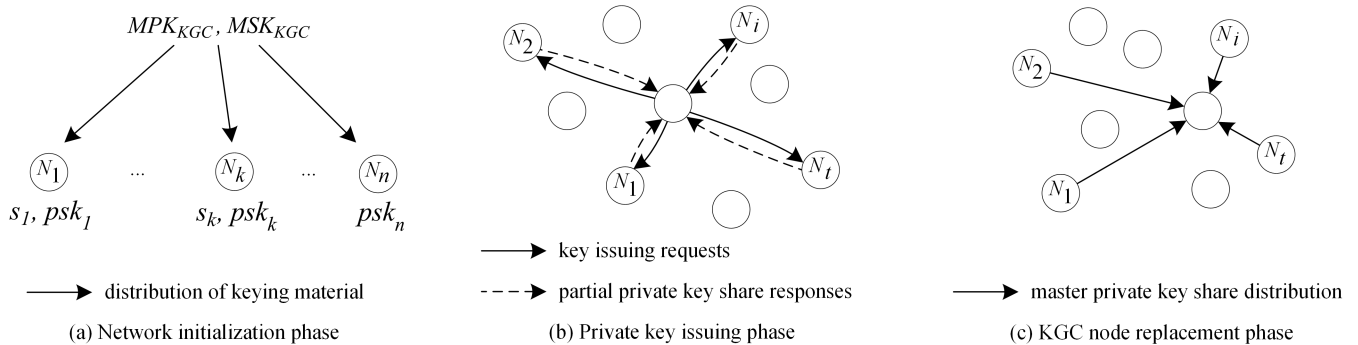 MPK_KGC, MSK_KGC
N_1 ... N_k ... N_n
s_1, psk_1 s_k, psk_k psk_n
distribution of keying material
(a) Network initialization phase
N_i
N_2
N_1
N_t
key issuing requests
partial private key share responses
(b) Private key issuing phase
N_i
N_2
N_t
N_1
master private key share distribution
(c) KGC node replacement phase